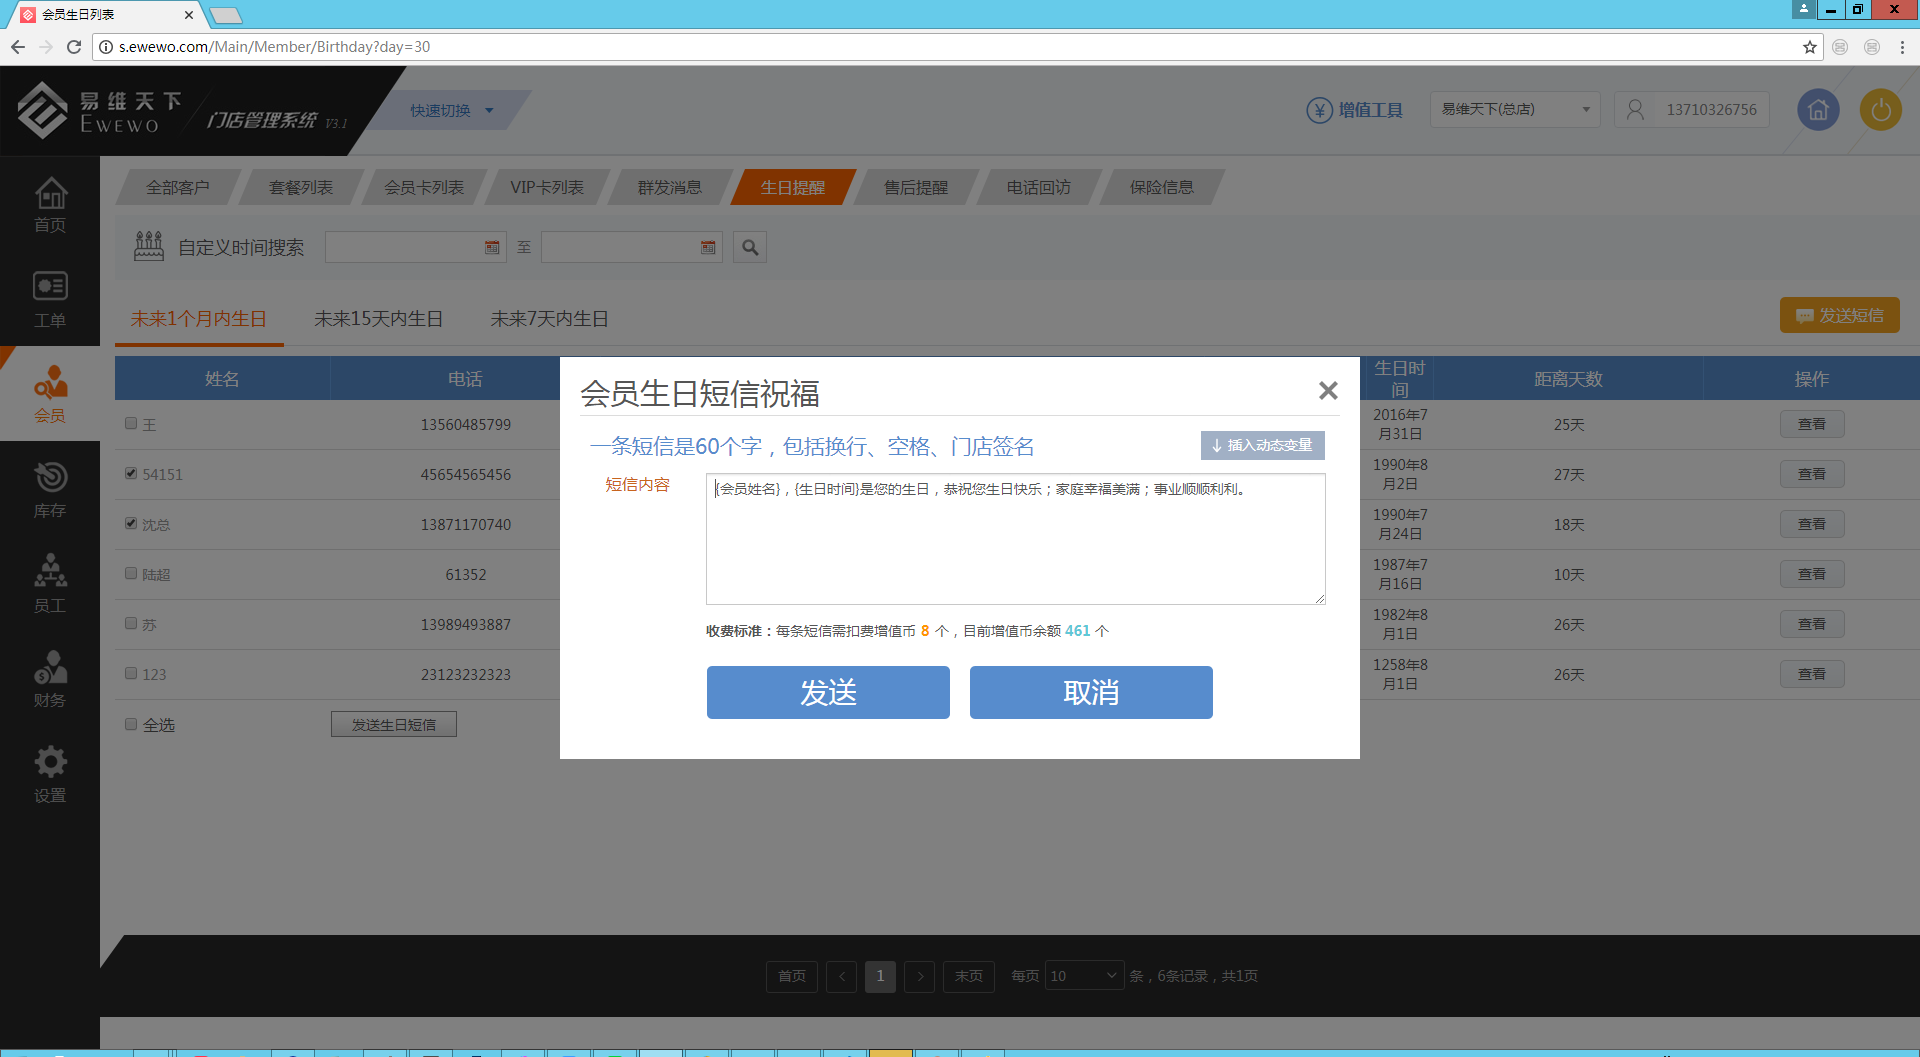 会员生日列表
s.ewewo.com/Main/Member/Birthday?day=30
易维天下
EWEWO
门店管理系统 V3.1
快速切换
增值工具
易维天下(总店)
13710326756
首页
工单
会员
库存
员工
财务
设置
全部客户 套餐列表 会员卡列表 VIP卡列表 群发消息 生日提醒 售后提醒 电话回访 保险信息
自定义时间搜索 至
未来1个月内生日 未来15天内生日 未来7天内生日
发送短信
姓名 电话 生日时间 距离天数 操作
王 13560485799 2016年7月31日 25天 查看
54151 45654565456 1990年8月2日 27天 查看
沈总 13871170740 1990年7月24日 18天 查看
陆超 61352 1987年7月16日 10天 查看
苏 13989493887 1982年8月1日 26天 查看
123 23123232323 1258年8月1日 26天 查看
全选 发送生日短信
会员生日短信祝福
一条短信是60个字，包括换行、空格、门店签名
插入动态变量
短信内容
{会员姓名}，{生日时间}是您的生日，恭祝您生日快乐；家庭幸福美满；事业顺顺利利。
收费标准：每条短信需扣费增值币 8 个，目前增值币余额 461 个
发送 取消
首页 < 1 > 末页 每页 10 条，6条记录，共1页